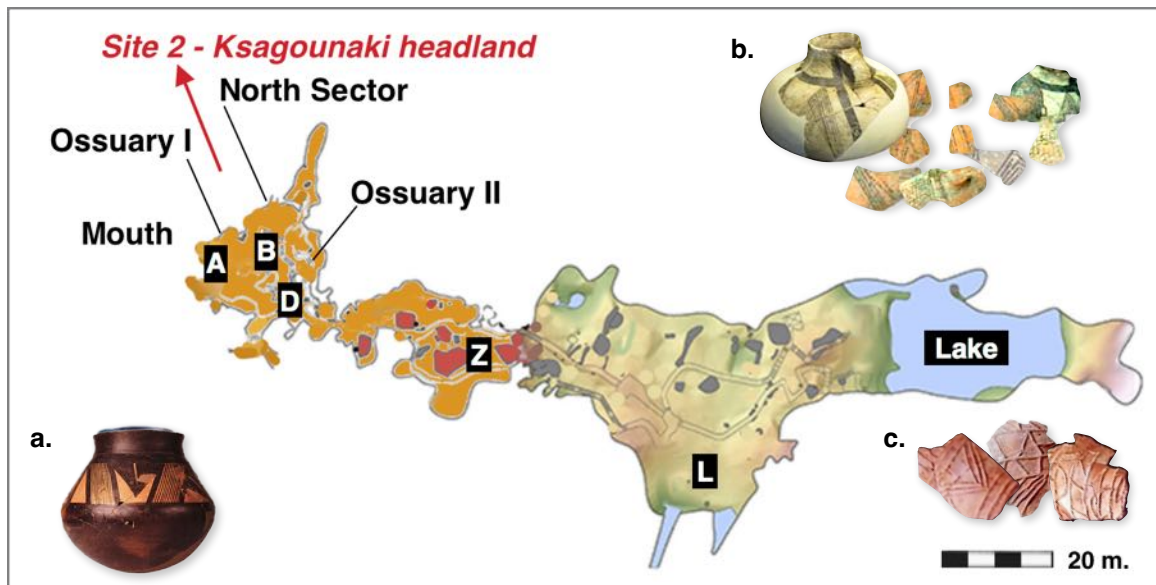 Site 2 - Ksagounaki headland
b.
North Sector
Ossuary I
Ossuary II
Mouth
A
B
D
Z
Lake
a.
c.
L
20 m.